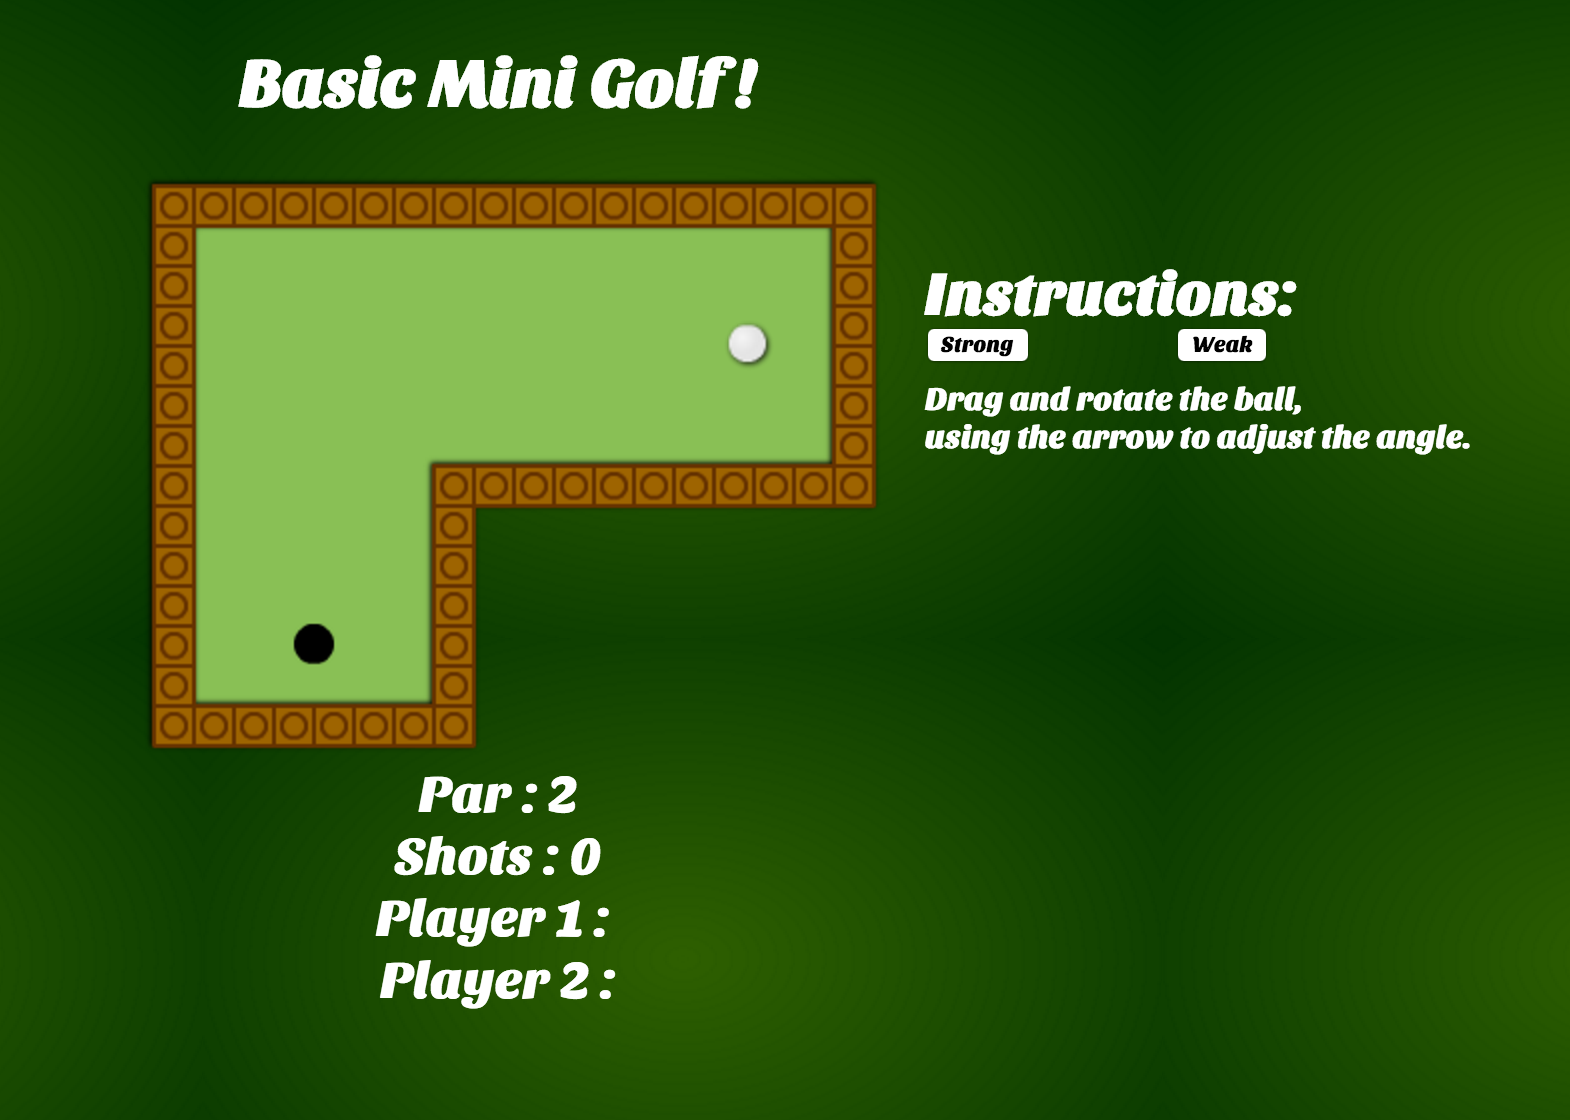 Basic Mini Golf!
Instructions:
Strong
Weak
Drag and rotate the ball,
using the arrow to adjust the angle.
Par : 2
Shots : 0
Player 1 :
Player 2 :